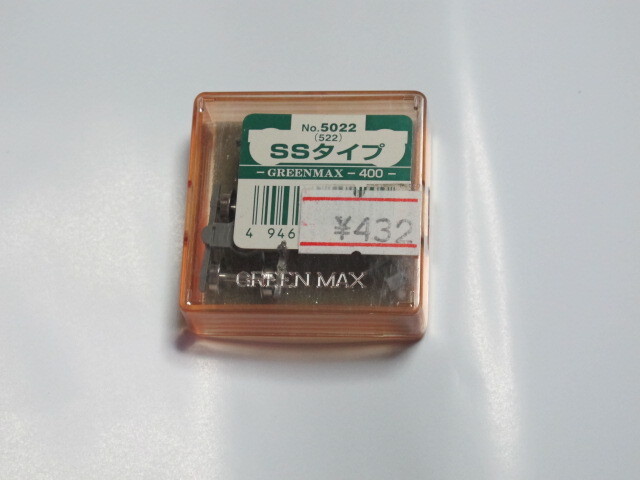 No.5022
(522)
SSタイプ
-GREENMAX-400-
4 946
¥432
GREEN MAX